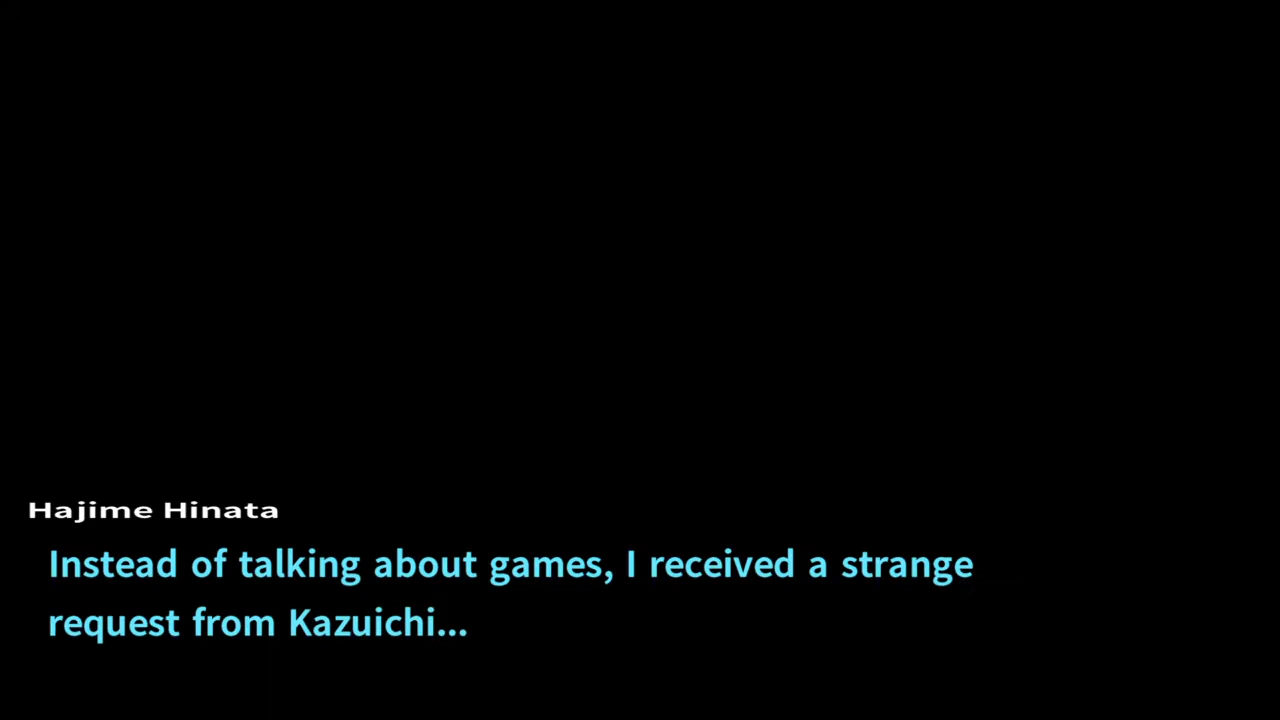 Hajime Hinata
Instead of talking about games, I received a strange
request from Kazuichi...